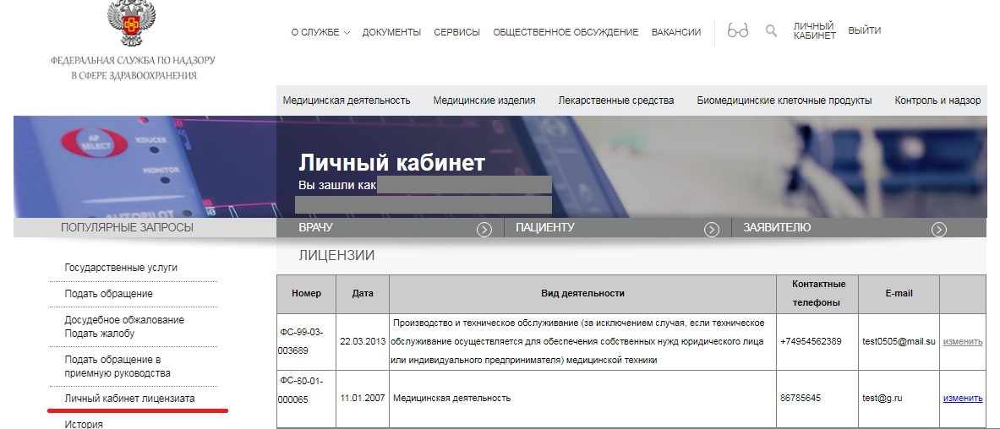 ФЕДЕРАЛЬНАЯ СЛУЖБА ПО НАДЗОРУ
В СФЕРЕ ЗДРАВООХРАНЕНИЯ
О СЛУЖБЕ ДОКУМЕНТЫ СЕРВИСЫ ОБЩЕСТВЕННОЕ ОБСУЖДЕНИЕ ВАКАНСИИ
ЛИЧНЫЙ
КАБИНЕТ
ВЫЙТИ
Медицинская деятельность Медицинские изделия Лекарственные средства Биомедицинские клеточные продукты Контроль и надзор
AP
SELECT
XDUCER
MONITOR
AUTOPILOT
Личный кабинет
Вы зашли как
ПОПУЛЯРНЫЕ ЗАПРОСЫ
ВРАЧУ ПАЦИЕНТУ ЗАЯВИТЕЛЮ
Государственные услуги
Подать обращение
Досудебное обжалование
Подать жалобу
Подать обращение в
приемную руководства
Личный кабинет лицензиата
История
ЛИЦЕНЗИИ
Номер Дата Вид деятельности Контактные
телефоны
E-mail
ФС-99-03-
003689
22.03.2013
Производство и техническое обслуживание (за исключением случая, если техническое
обслуживание осуществляется для обеспечения собственных нужд юридического лица
или индивидуального предпринимателя) медицинской техники
+74954562389 test0505@mail.su изменить
ФС-60-01-
000065
11.01.2007 Медицинская деятельность 86785645 test@g.ru изменить